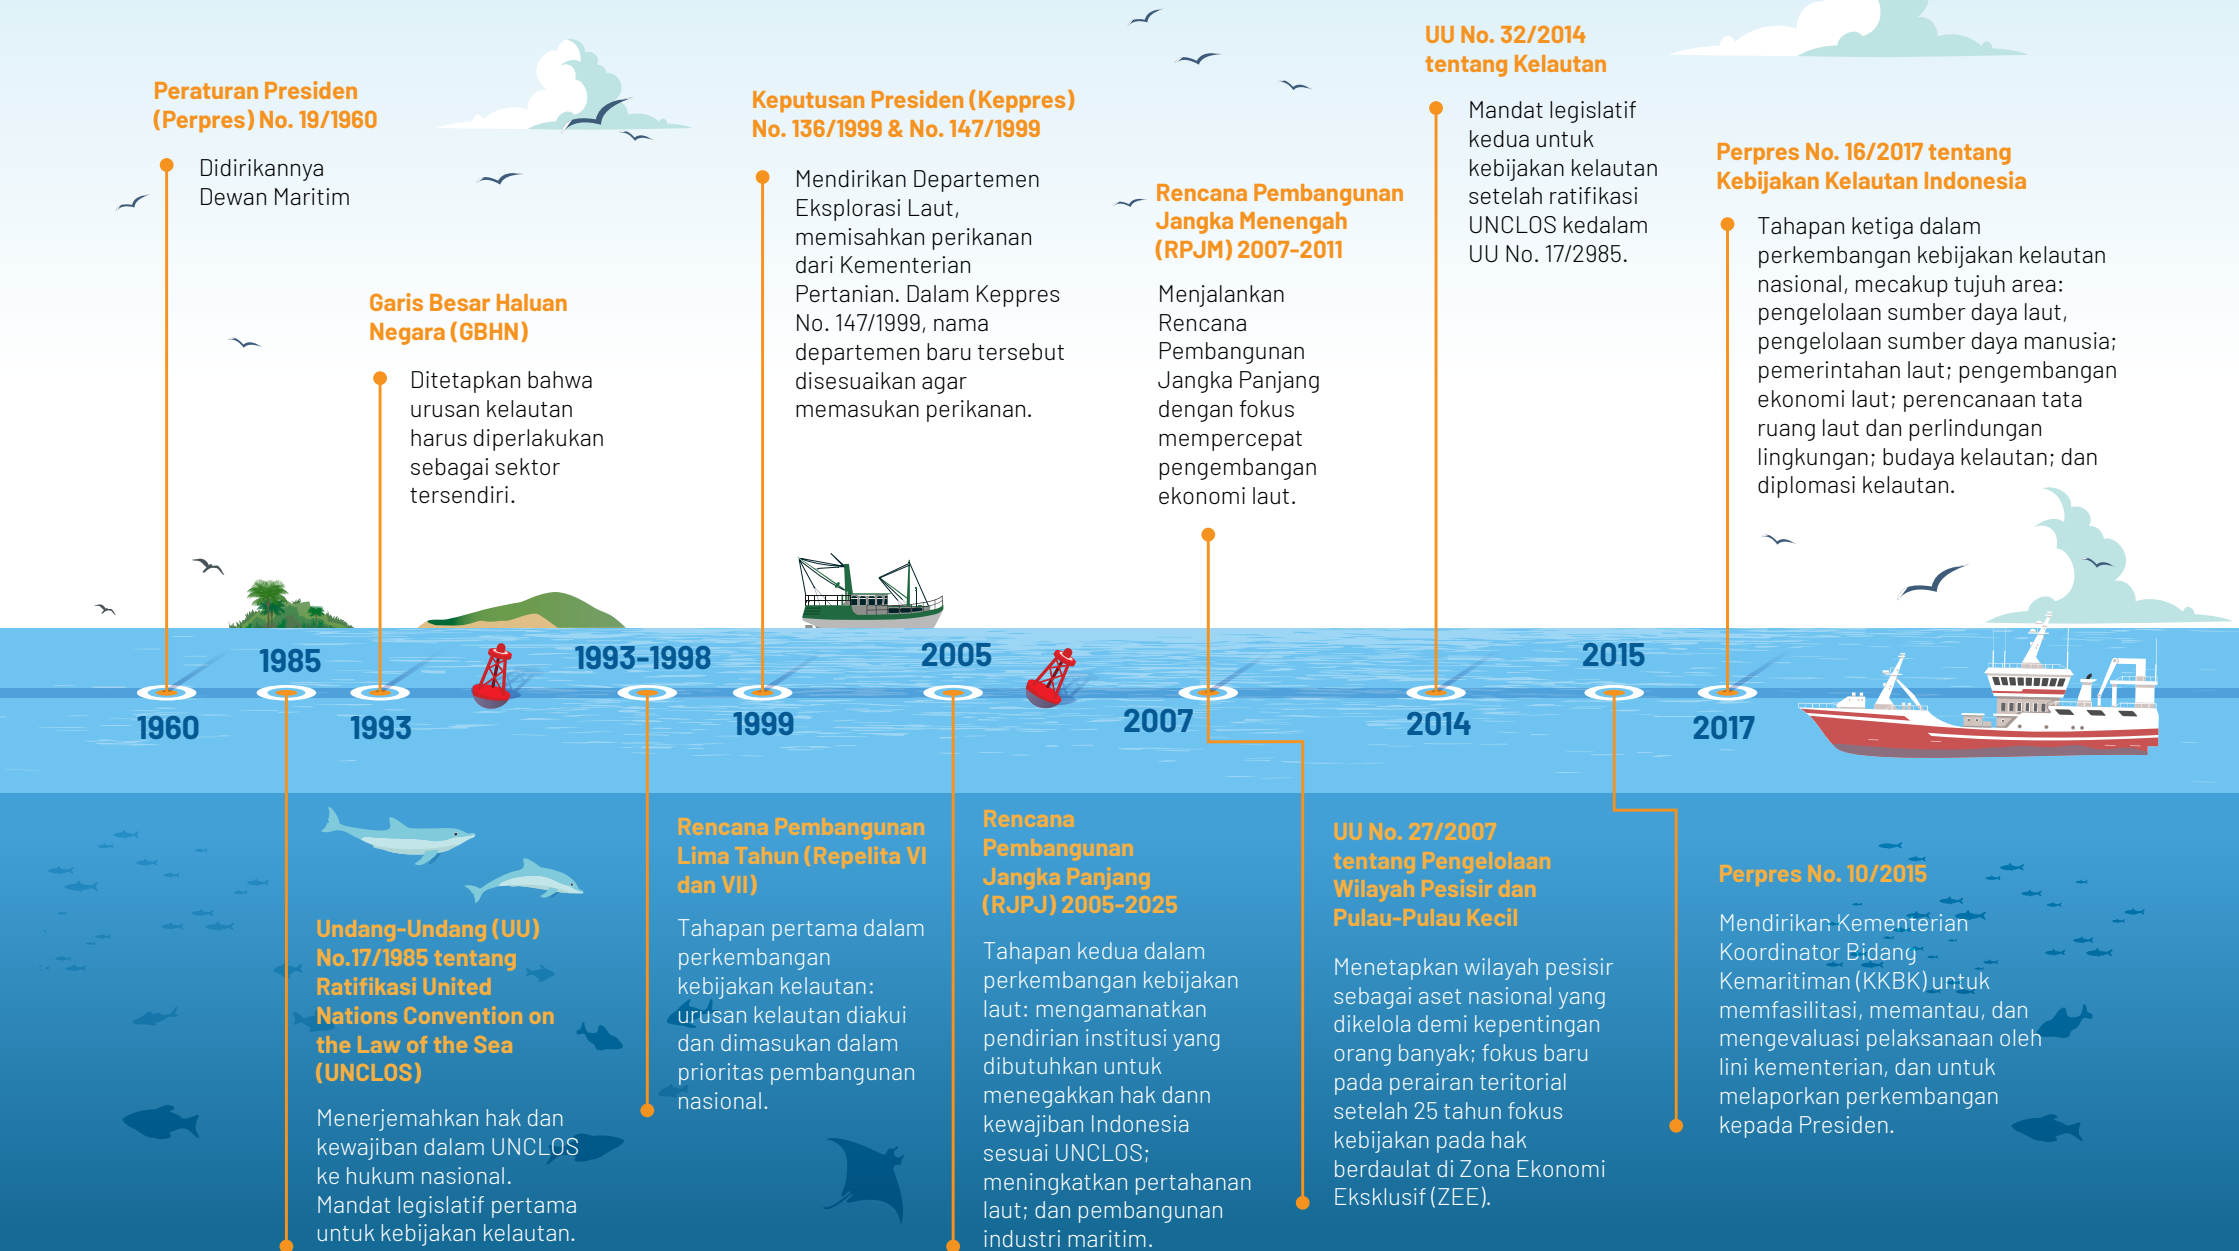 Peraturan Presiden
(Perpres) No. 19/1960
Didirikannya
Dewan Maritim
Garis Besar Haluan
Negara (GBHN)
Ditetapkan bahwa
urusan kelautan
harus diperlakukan
sebagai sektor
tersendiri.
Keputusan Presiden (Keppres)
No. 136/1999 & No. 147/1999
Mendirikan Departemen
Eksplorasi Laut,
memisahkan perikanan
dari Kementerian
Pertanian. Dalam Keppres
No. 147/1999, nama
departemen baru tersebut
disesuaikan agar
memasukan perikanan.
Rencana Pembangunan
Jangka Menengah
(RPJM) 2007-2011
Menjalankan
Rencana
Pembangunan
Jangka Panjang
dengan fokus
mempercepat
pengembangan
ekonomi laut.
UU No. 32/2014
tentang Kelautan
Mandat legislatif
kedua untuk
kebijakan kelautan
setelah ratifikasi
UNCLOS kedalam
UU No. 17/2985.
Perpres No. 16/2017 tentang
Kebijakan Kelautan Indonesia
Tahapan ketiga dalam
perkembangan kebijakan kelautan
nasional, mecakup tujuh area:
pengelolaan sumber daya laut,
pengelolaan sumber daya manusia;
pemerintahan laut; pengembangan
ekonomi laut; perencanaan tata
ruang laut dan perlindungan
lingkungan; budaya kelautan; dan
diplomasi kelautan.
1960
1985
1993
1993-1998
1999
2005
2007
2014
2015
2017
Undang-Undang (UU)
No.17/1985 tentang
Ratifikasi United
Nations Convention on
the Law of the Sea
(UNCLOS)
Menerjemahkan hak dan
kewajiban dalam UNCLOS
ke hukum nasional.
Mandat legislatif pertama
untuk kebijakan kelautan.
Rencana Pembangunan
Lima Tahun (Repelita VI
dan VII)
Tahapan pertama dalam
perkembangan
kebijakan kelautan:
urusan kelautan diakui
dan dimasukan dalam
prioritas pembangunan
nasional.
Rencana
Pembangunan
Jangka Panjang
(RJPJ) 2005-2025
Tahapan kedua dalam
perkembangan kebijakan
laut: mengamanatkan
pendirian institusi yang
dibutuhkan untuk
menegakkan hak dann
kewajiban Indonesia
sesuai UNCLOS;
meningkatkan pertahanan
laut; dan pembangunan
industri maritim.
UU No. 27/2007
tentang Pengelolaan
Wilayah Pesisir dan
Pulau-Pulau Kecil
Menetapkan wilayah pesisir
sebagai aset nasional yang
dikelola demi kepentingan
orang banyak; fokus baru
pada perairan teritorial
setelah 25 tahun fokus
kebijakan pada hak
berdaulat di Zona Ekonomi
Eksklusif (ZEE).
Perpres No. 10/2015
Mendirikan Kementerian
Koordinator Bidang
Kemaritiman (KKBK) untuk
memfasilitasi, memantau, dan
mengevaluasi pelaksanaan oleh
lini kementerian, dan untuk
melaporkan perkembangan
kepada Presiden.